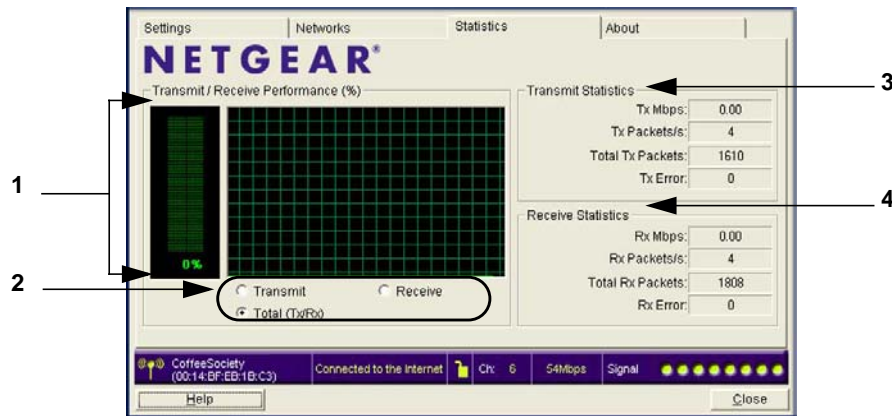 Settings
Networks
Statistics
About
NETGEAR®
Transmit / Receive Performance (%)
0%
Transmit
Receive
Total (Tx/Rx)
Transmit Statistics
Tx Mbps: 0.00
Tx Packets/s: 4
Total Tx Packets: 1610
Tx Error: 0
Receive Statistics
Rx Mbps: 0.00
Rx Packets/s: 4
Total Rx Packets: 1808
Rx Error: 0
CoffeeSociety
(00:14:BF:EB:1B:C3)
Connected to the Internet
Ch: 6
54Mbps
Signal
Help
Close
1
2
3
4